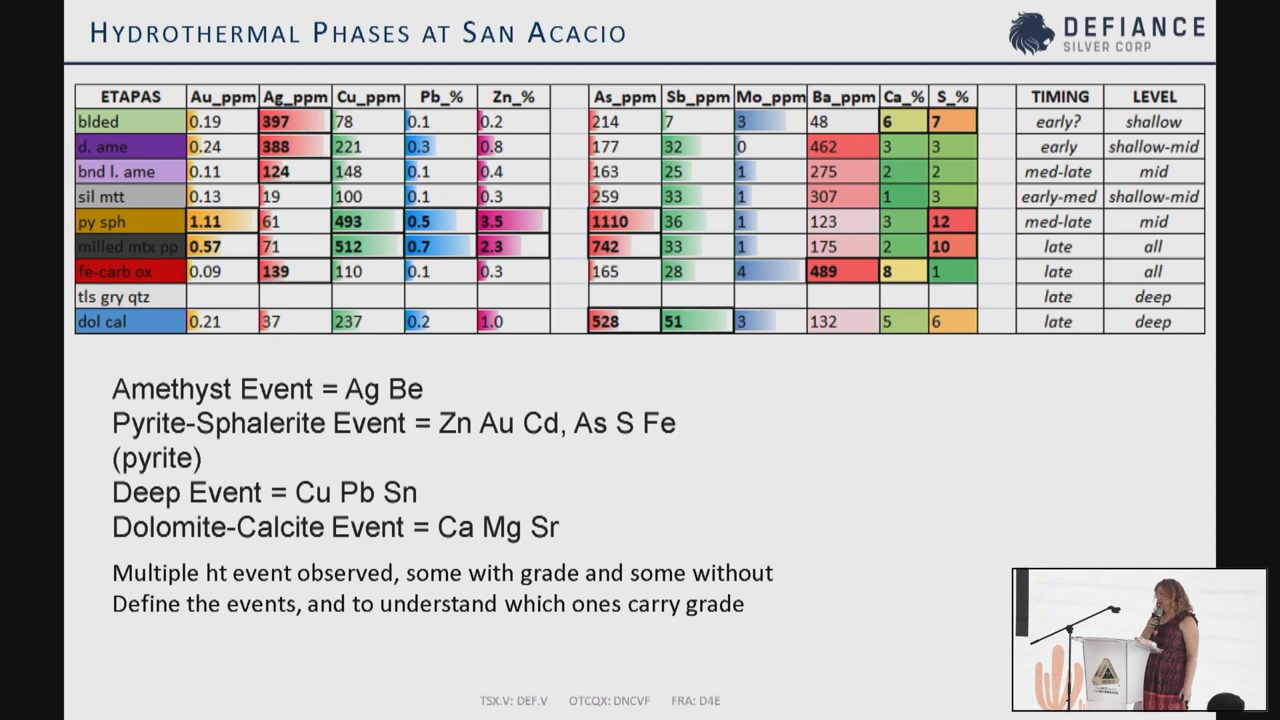 HYDROTHERMAL PHASES AT SAN ACACIO
DEFIANCE
SILVER CORP
ETAPAS Au_ppm Ag_ppm Cu_ppm Pb_% Zn_% As_ppm Sb_ppm Mo_ppm Ba_ppm Ca_% S_% TIMING LEVEL
blded 0.19 397 78 0.1 0.2 214 7 3 48 6 7 early? shallow
d. ame 0.24 388 221 0.3 0.8 177 32 0 462 3 3 early shallow-mid
bnd l. ame 0.11 124 148 0.1 0.4 163 25 1 275 2 2 med-late mid
sil mtt 0.13 19 100 0.1 0.3 259 33 1 307 1 3 early-med shallow-mid
py sph 1.11 61 493 0.5 3.5 1110 36 1 123 3 12 med-late mid
milled mtx pp 0.57 71 512 0.7 2.3 742 33 1 175 2 10 late all
fe-carb ox 0.09 139 110 0.1 0.3 165 28 4 489 8 1 late all
tls gry qtz late deep
dol cal 0.21 37 237 0.2 1.0 528 51 3 132 5 6 late deep
Amethyst Event = Ag Be
Pyrite-Sphalerite Event = Zn Au Cd, As S Fe
(pyrite)
Deep Event = Cu Pb Sn
Dolomite-Calcite Event = Ca Mg Sr
Multiple ht event observed, some with grade and some without
Define the events, and to understand which ones carry grade
TSX.V: DEF.V OTCQX: DNCVF FRA: D4E